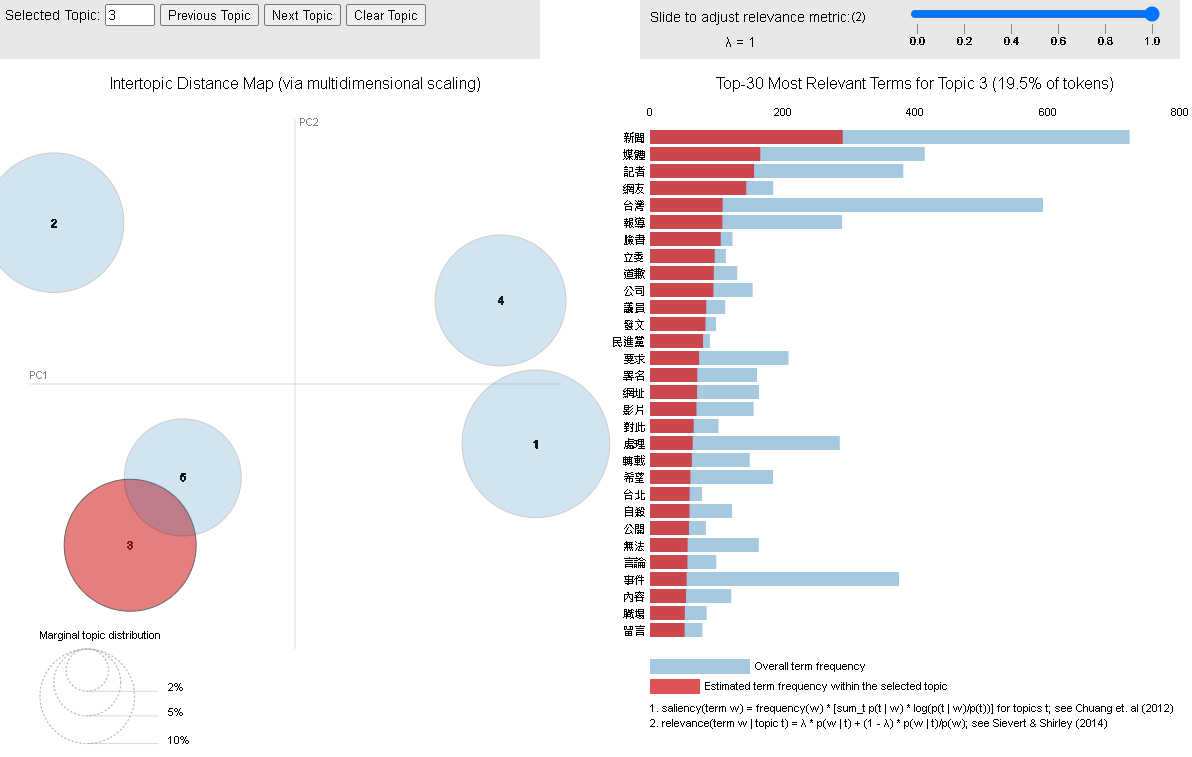 Selected Topic: 3 Previous Topic Next Topic Clear Topic
Slide to adjust relevance metric:(2)
λ = 1
0.0 0.2 0.4 0.6 0.8 1.0
Intertopic Distance Map (via multidimensional scaling)
PC2
PC1
2
4
1
5
3
Marginal topic distribution
2%
5%
10%
Top-30 Most Relevant Terms for Topic 3 (19.5% of tokens)
0 200 400 600 800
新聞
媒體
記者
網友
台灣
報導
臉書
立委
道歉
公司
議員
發文
民進黨
要求
署名
網址
影片
對此
處理
轉載
希望
台北
自殺
公開
無法
言論
事件
內容
職場
留言
Overall term frequency
Estimated term frequency within the selected topic
1. saliency(term w) = frequency(w) * [sum_t p(t | w) * log(p(t | w)/p(t))] for topics t; see Chuang et. al (2012)
2. relevance(term w | topic t) = λ * p(w | t) + (1 - λ) * p(w | t)/p(w); see Sievert & Shirley (2014)